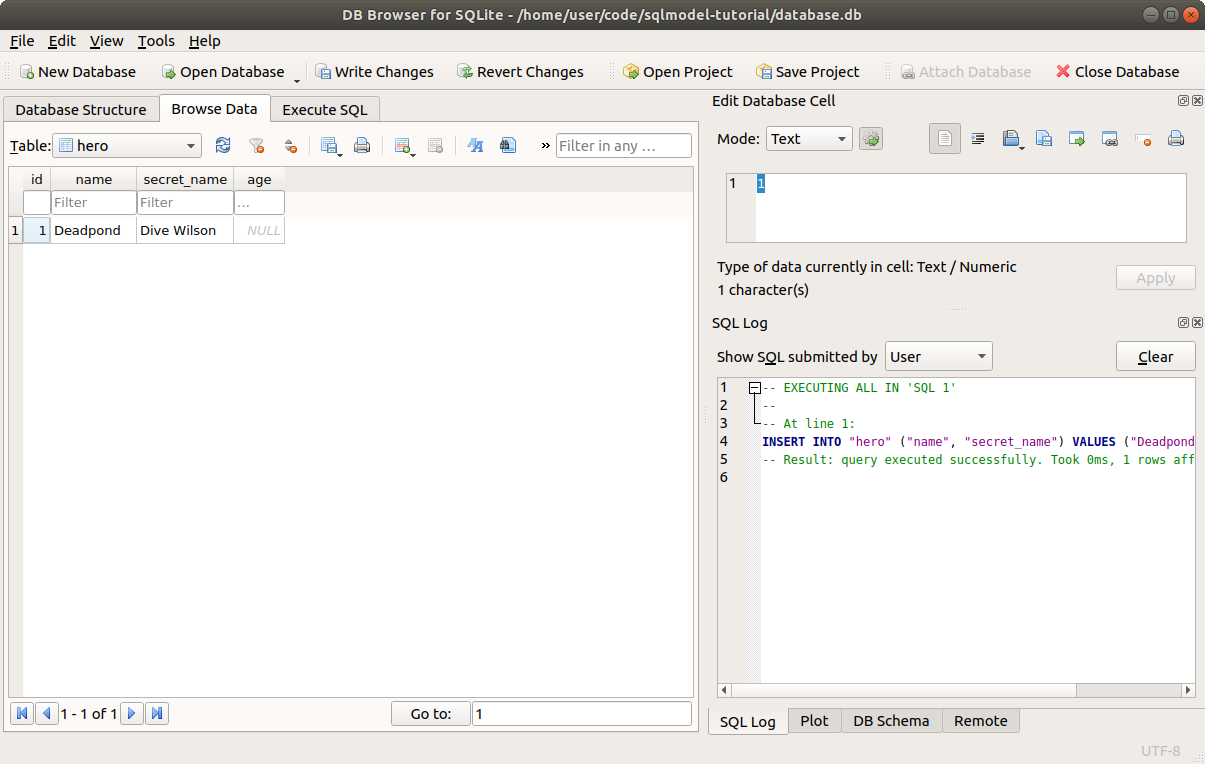 DB Browser for SQLite - /home/user/code/sqlmodel-tutorial/database.db
File Edit View Tools Help
New Database Open Database Write Changes Revert Changes Open Project Save Project Attach Database Close Database
Database Structure Browse Data Execute SQL
Table: hero » Filter in any ...
id name secret_name age
Filter Filter ...
1 1 Deadpond Dive Wilson NULL
1 - 1 of 1 Go to: 1
Edit Database Cell
Mode: Text
1 1
Type of data currently in cell: Text / Numeric
1 character(s)
Apply
SQL Log
Show SQL submitted by User Clear
1 -- EXECUTING ALL IN 'SQL 1'
2 --
3 -- At line 1:
4 INSERT INTO "hero" ("name", "secret_name") VALUES ("Deadpond
5 -- Result: query executed successfully. Took 0ms, 1 rows aff
6
SQL Log Plot DB Schema Remote
UTF-8